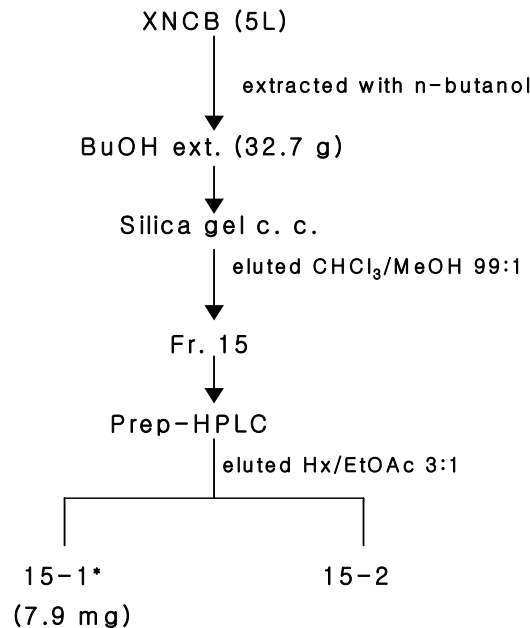 XNCB (5L)
extracted with n-butanol
BuOH ext. (32.7 g)
Silica gel c. c.
eluted CHCl₃/MeOH 99:1
Fr. 15
Prep-HPLC
eluted Hx/EtOAc 3:1
15-1* 15-2
(7.9 mg)